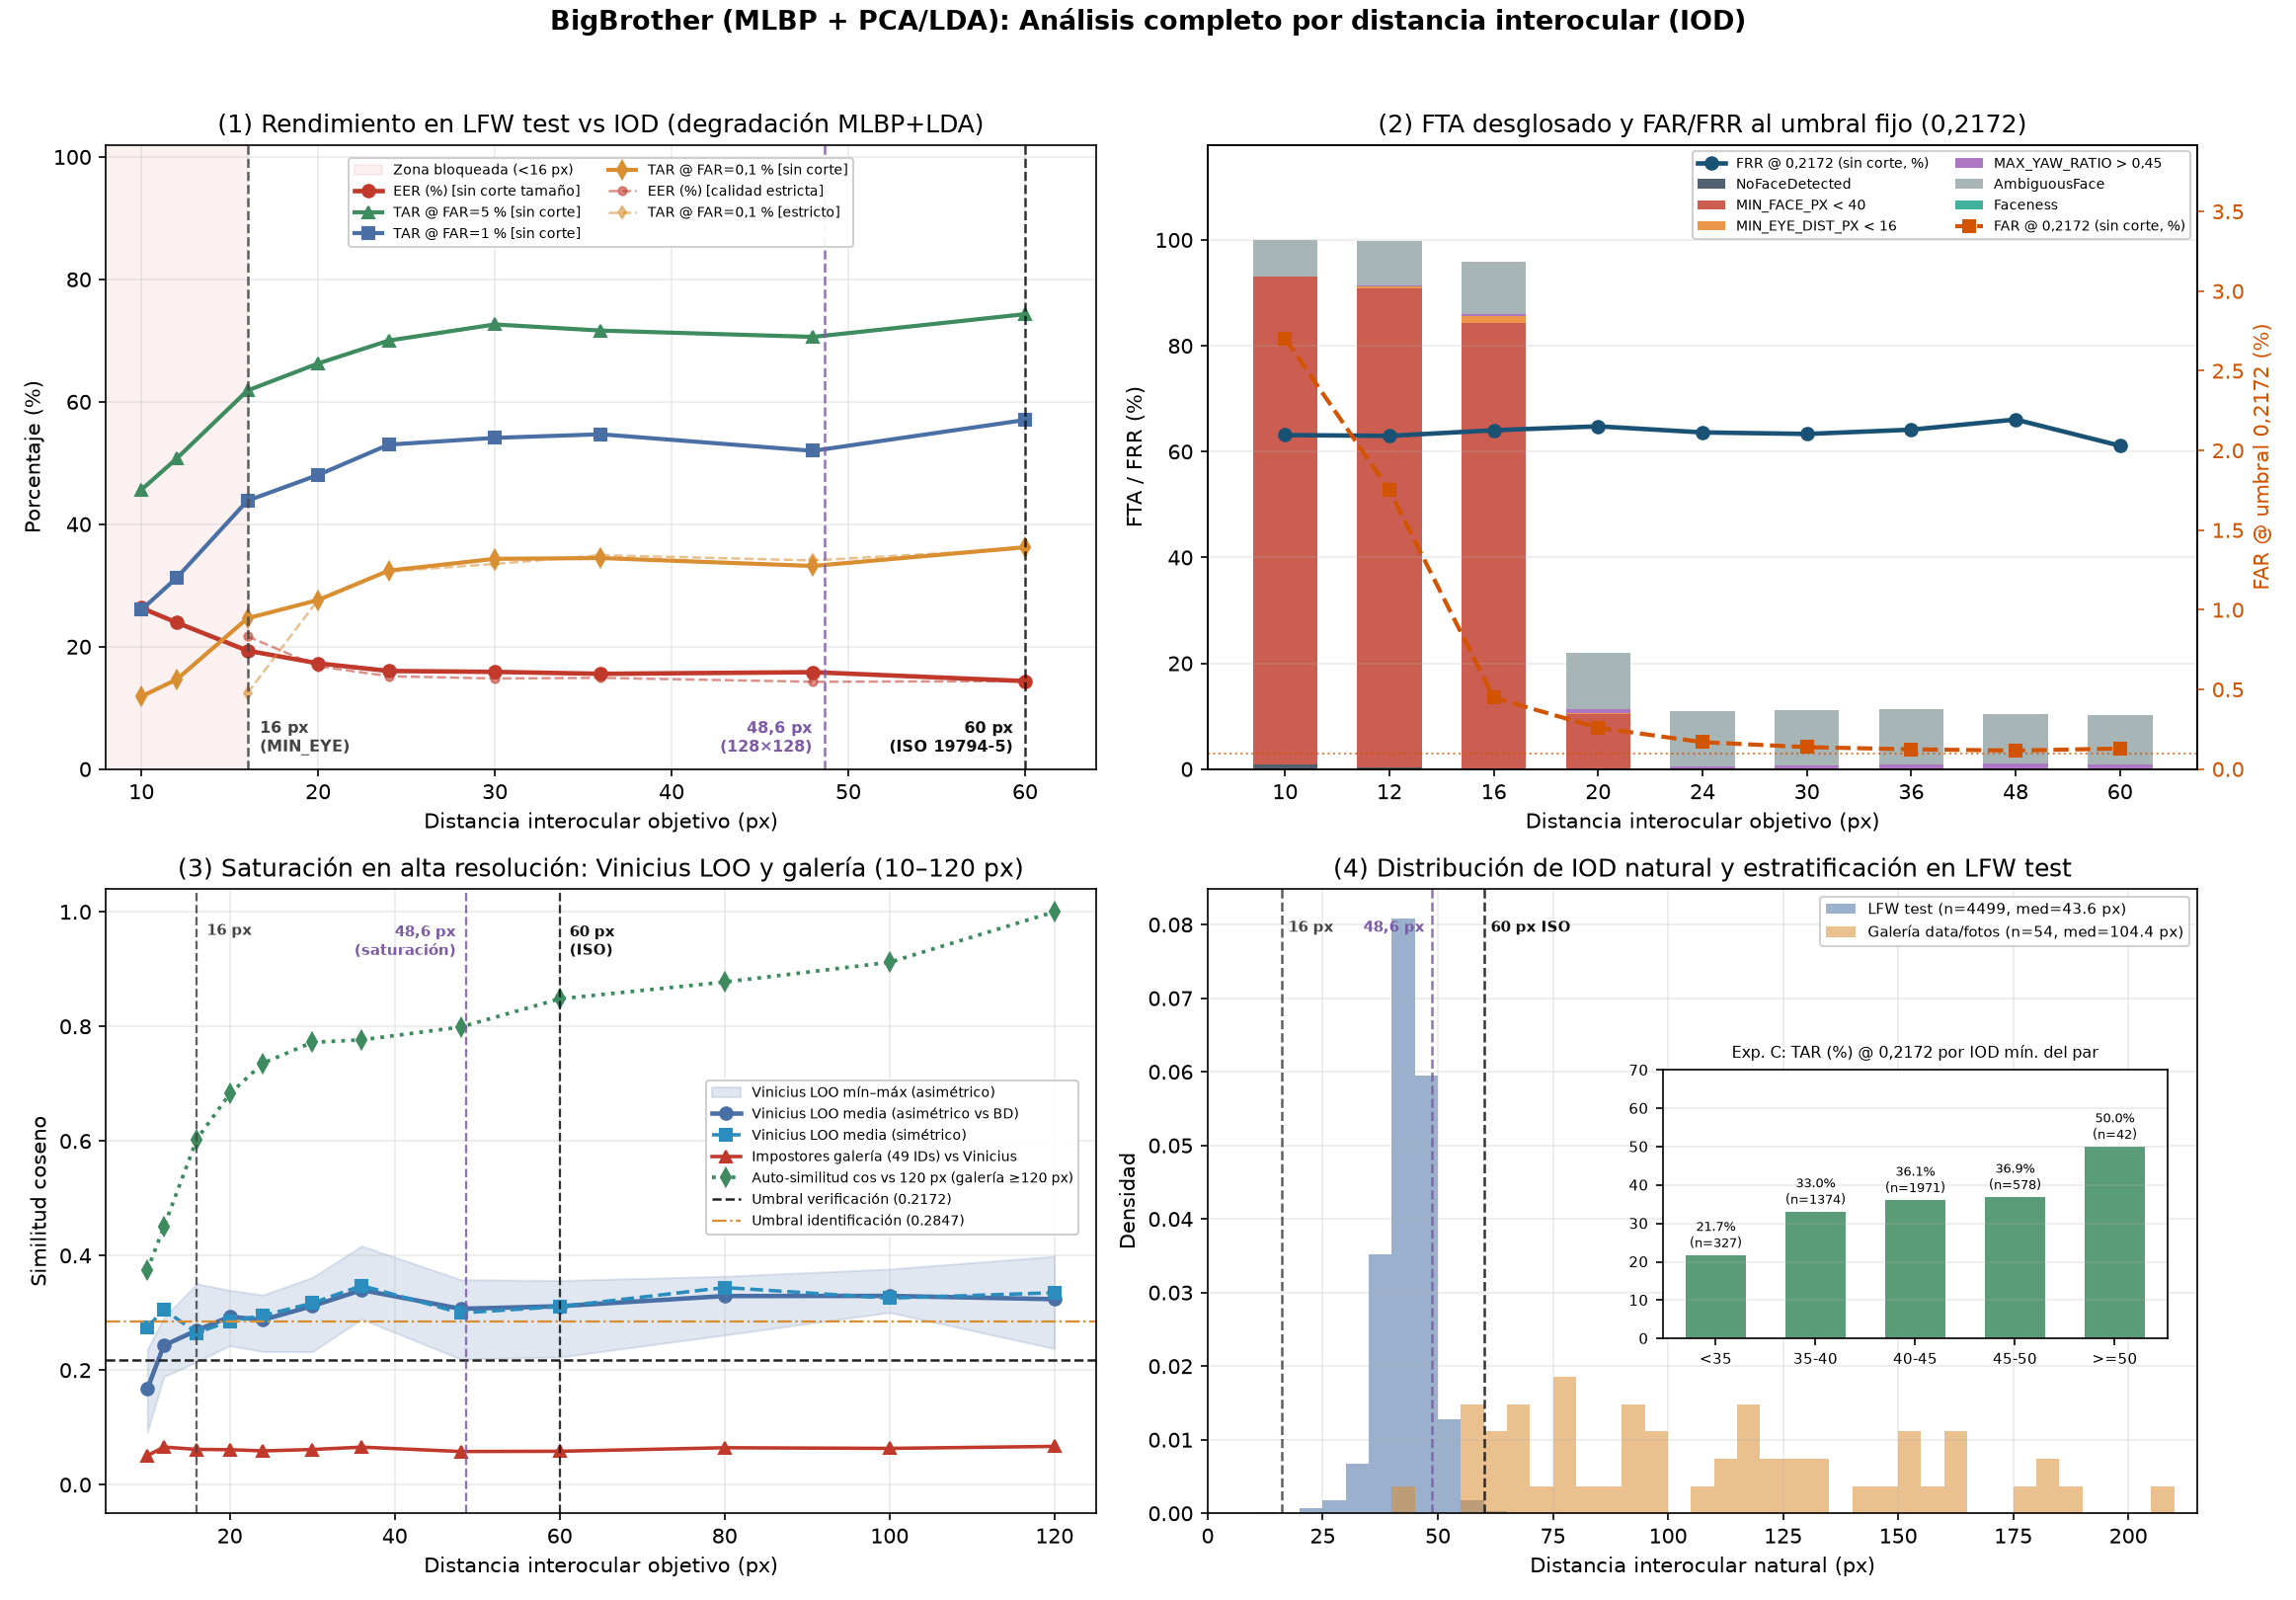 BigBrother (MLBP + PCA/LDA): Análisis completo por distancia interocular (IOD)
(1) Rendimiento en LFW test vs IOD (degradación MLBP+LDA)
Zona bloqueada (<16 px)
EER (%) [sin corte tamaño]
TAR @ FAR=5 % [sin corte]
TAR @ FAR=1 % [sin corte]
TAR @ FAR=0,1 % [sin corte]
EER (%) [calidad estricta]
TAR @ FAR=0,1 % [estricto]
Porcentaje (%)
100
80
60
40
20
0
16 px
(MIN_EYE)
48,6 px
(128×128)
60 px
(ISO 19794-5)
10 20 30 40 50 60
Distancia interocular objetivo (px)
(2) FTA desglosado y FAR/FRR al umbral fijo (0,2172)
FRR @ 0,2172 (sin corte, %)
NoFaceDetected
MIN_FACE_PX < 40
MIN_EYE_DIST_PX < 16
MAX_YAW_RATIO > 0,45
AmbiguousFace
Faceness
FAR @ 0,2172 (sin corte, %)
FTA / FRR (%)
100
80
60
40
20
0
3.5
3.0
2.5
2.0
1.5
1.0
0.5
0.0
FAR @ umbral 0,2172 (%)
10 12 16 20 24 30 36 48 60
Distancia interocular objetivo (px)
(3) Saturación en alta resolución: Vinicius LOO y galería (10–120 px)
16 px
48,6 px
(saturación)
60 px
(ISO)
Vinicius LOO mín–máx (asimétrico)
Vinicius LOO media (asimétrico vs BD)
Vinicius LOO media (simétrico)
Impostores galería (49 IDs) vs Vinicius
Auto-similitud cos vs 120 px (galería ≥120 px)
Umbral verificación (0.2172)
Umbral identificación (0.2847)
Similitud coseno
1.0
0.8
0.6
0.4
0.2
0.0
20 40 60 80 100 120
Distancia interocular objetivo (px)
(4) Distribución de IOD natural y estratificación en LFW test
16 px
48,6 px
60 px ISO
LFW test (n=4499, med=43.6 px)
Galería data/fotos (n=54, med=104.4 px)
Densidad
0.08
0.07
0.06
0.05
0.04
0.03
0.02
0.01
0.00
Exp. C: TAR (%) @ 0,2172 por IOD mín. del par
70
60
50
40
30
20
10
0
21.7%
(n=327)
33.0%
(n=1374)
36.1%
(n=1971)
36.9%
(n=578)
50.0%
(n=42)
<35 35-40 40-45 45-50 >=50
0 25 50 75 100 125 150 175 200
Distancia interocular natural (px)